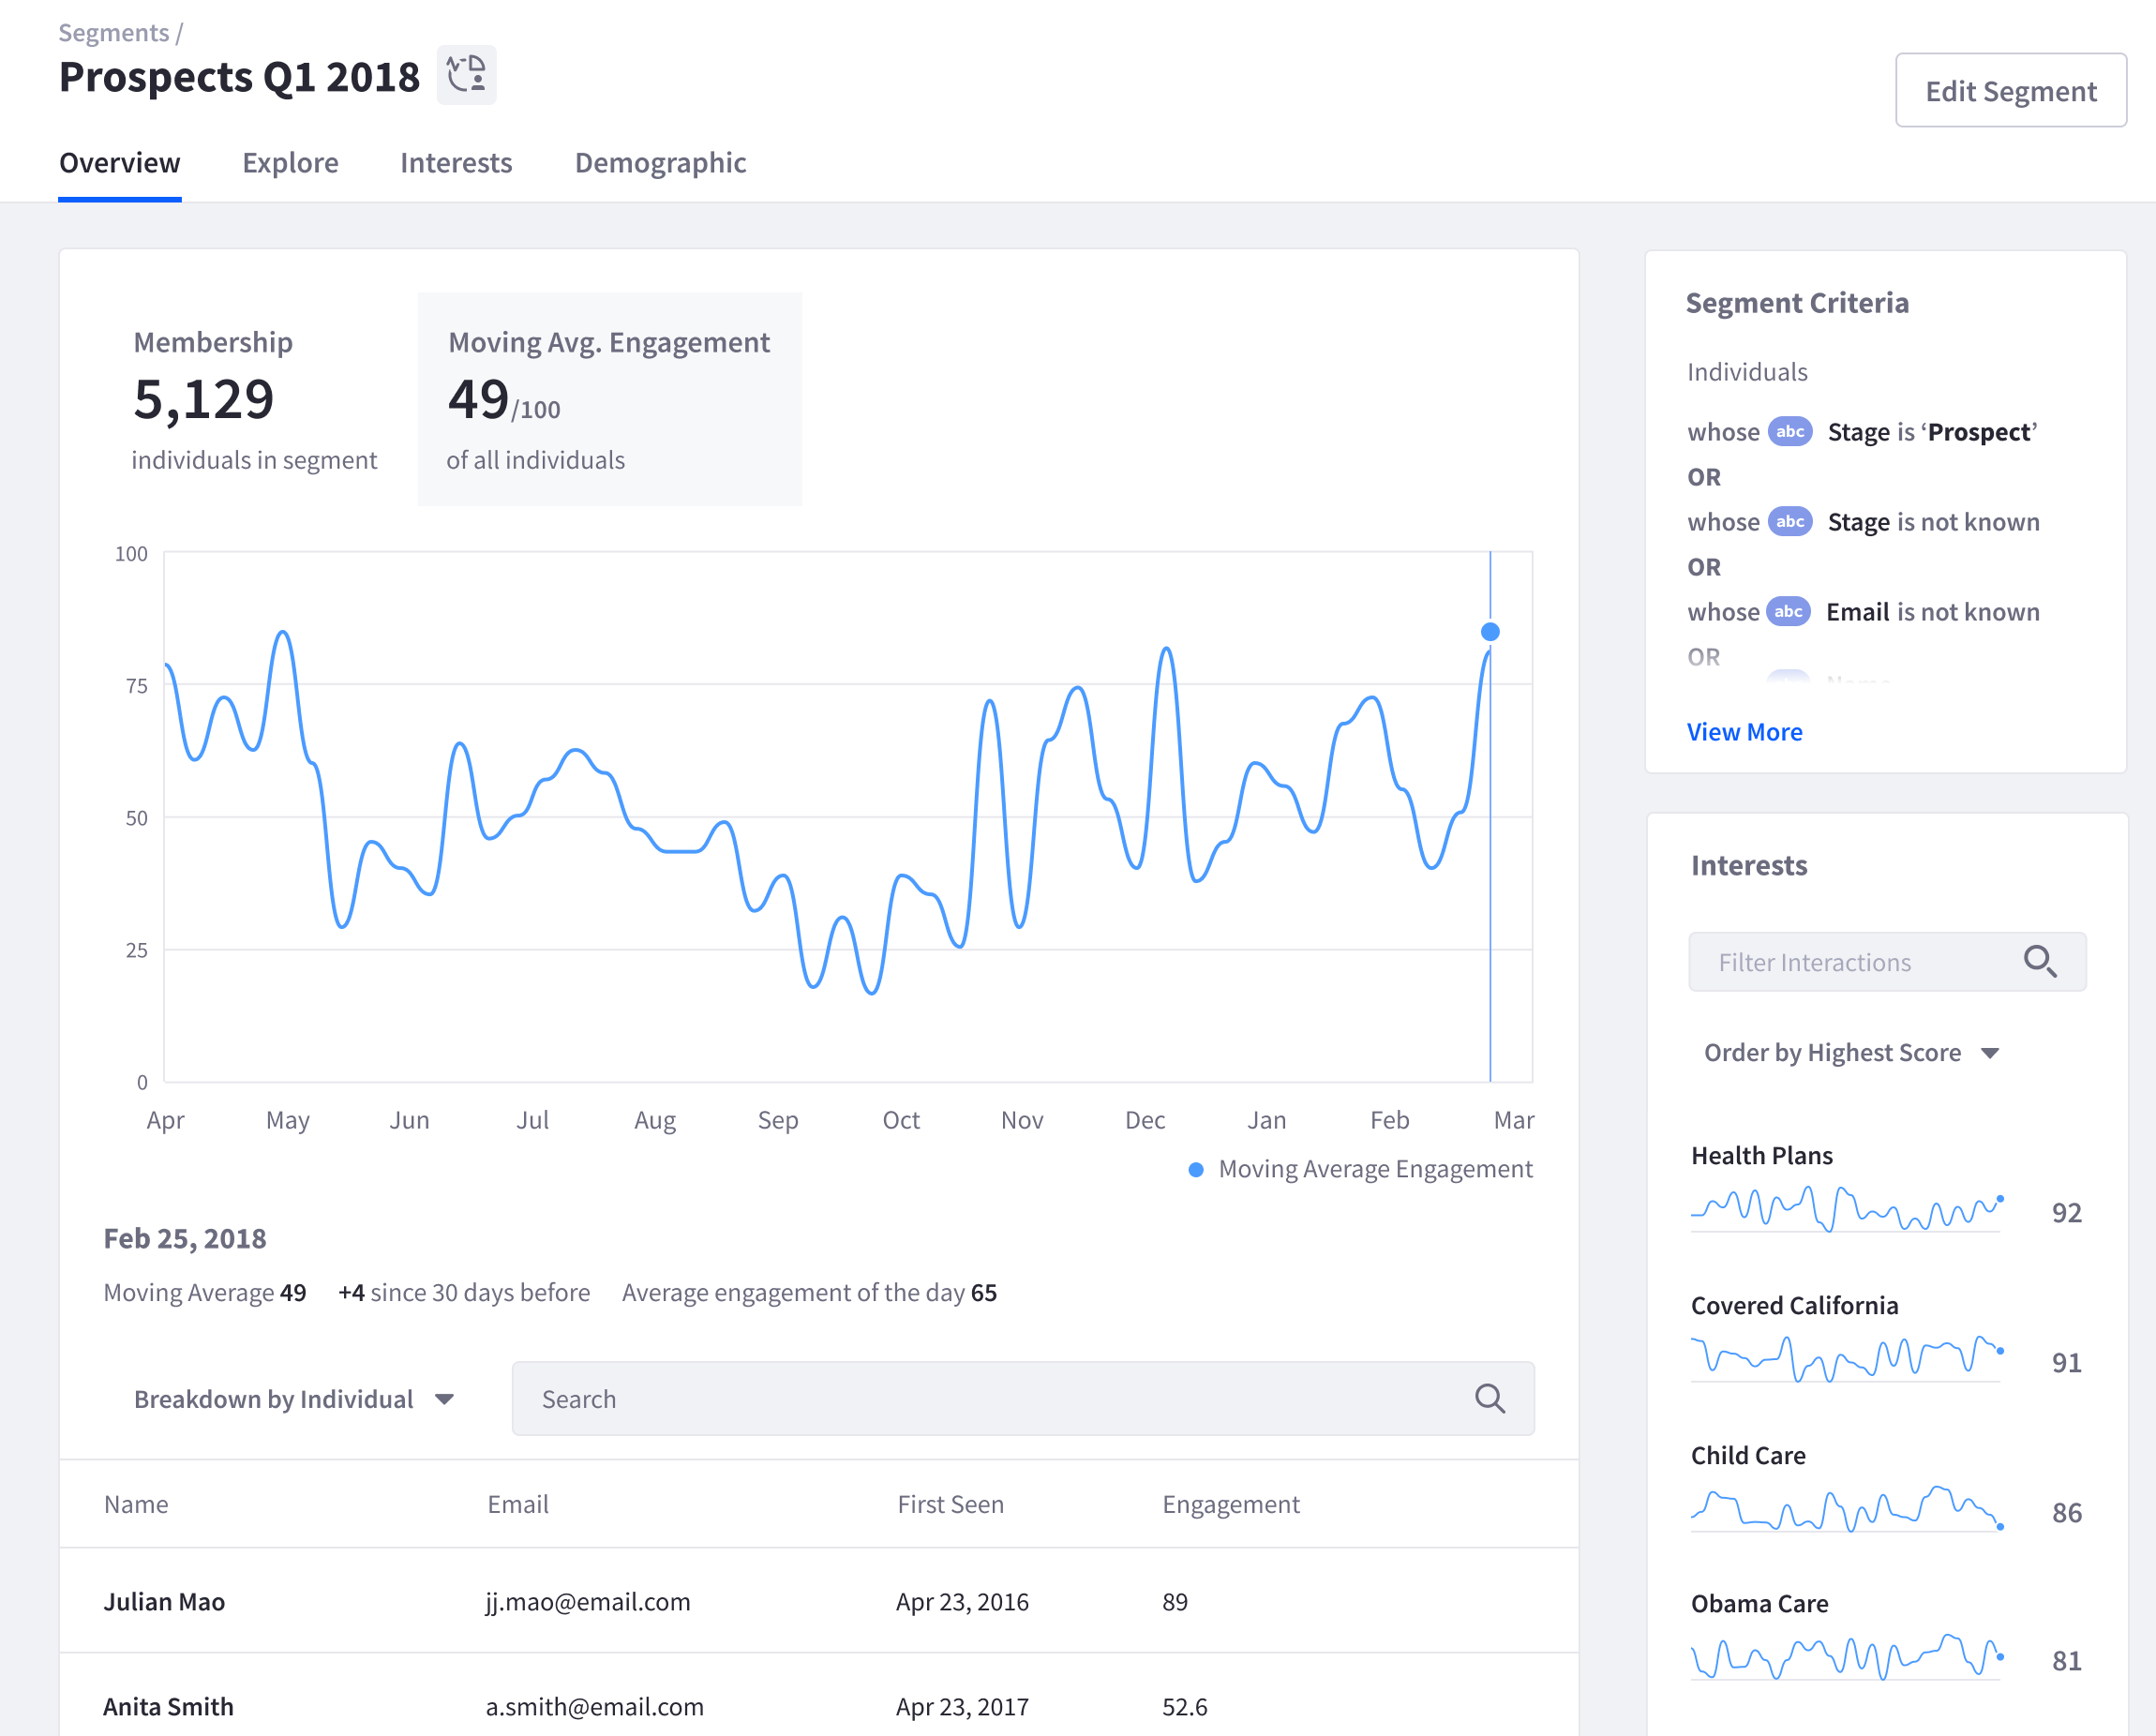 Segments /
Prospects Q1 2018
Edit Segment
Overview Explore Interests Demographic
Membership
5,129
individuals in segment
Moving Avg. Engagement
49/100
of all individuals
100
75
50
25
0
Apr May Jun Jul Aug Sep Oct Nov Dec Jan Feb Mar
Moving Average Engagement
Feb 25, 2018
Moving Average 49 +4 since 30 days before Average engagement of the day 65
Breakdown by Individual Search
Name Email First Seen Engagement
Julian Mao jj.mao@email.com Apr 23, 2016 89
Anita Smith a.smith@email.com Apr 23, 2017 52.6
Segment Criteria
Individuals
whose abc Stage is ‘Prospect’
OR
whose abc Stage is not known
OR
whose abc Email is not known
OR
View More
Interests
Filter Interactions
Order by Highest Score
Health Plans
92
Covered California
91
Child Care
86
Obama Care
81